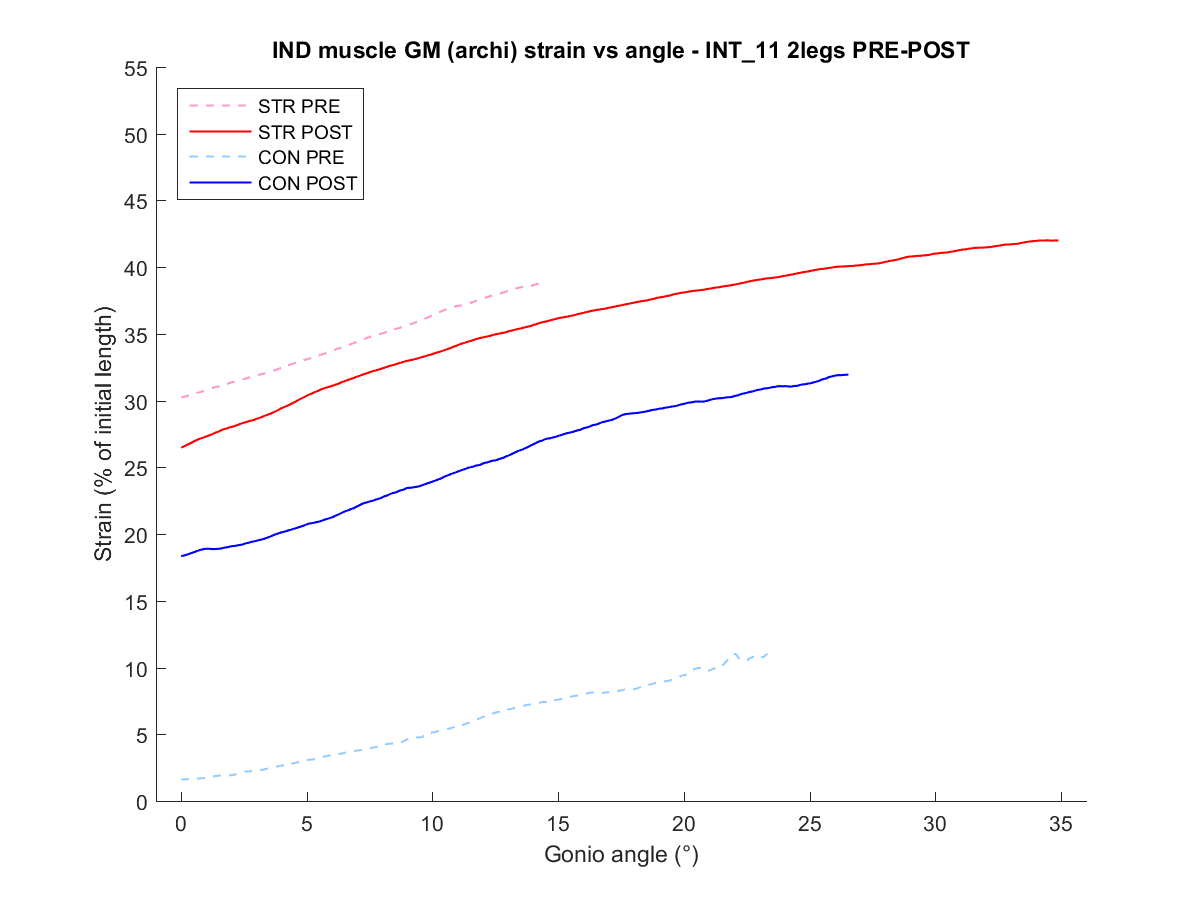 IND muscle GM (archi) strain vs angle - INT_11 2legs PRE-POST
55
50
45
40
35
30
25
20
15
10
5
0
Strain (% of initial length)
STR PRE
STR POST
CON PRE
CON POST
0 5 10 15 20 25 30 35
Gonio angle (°)